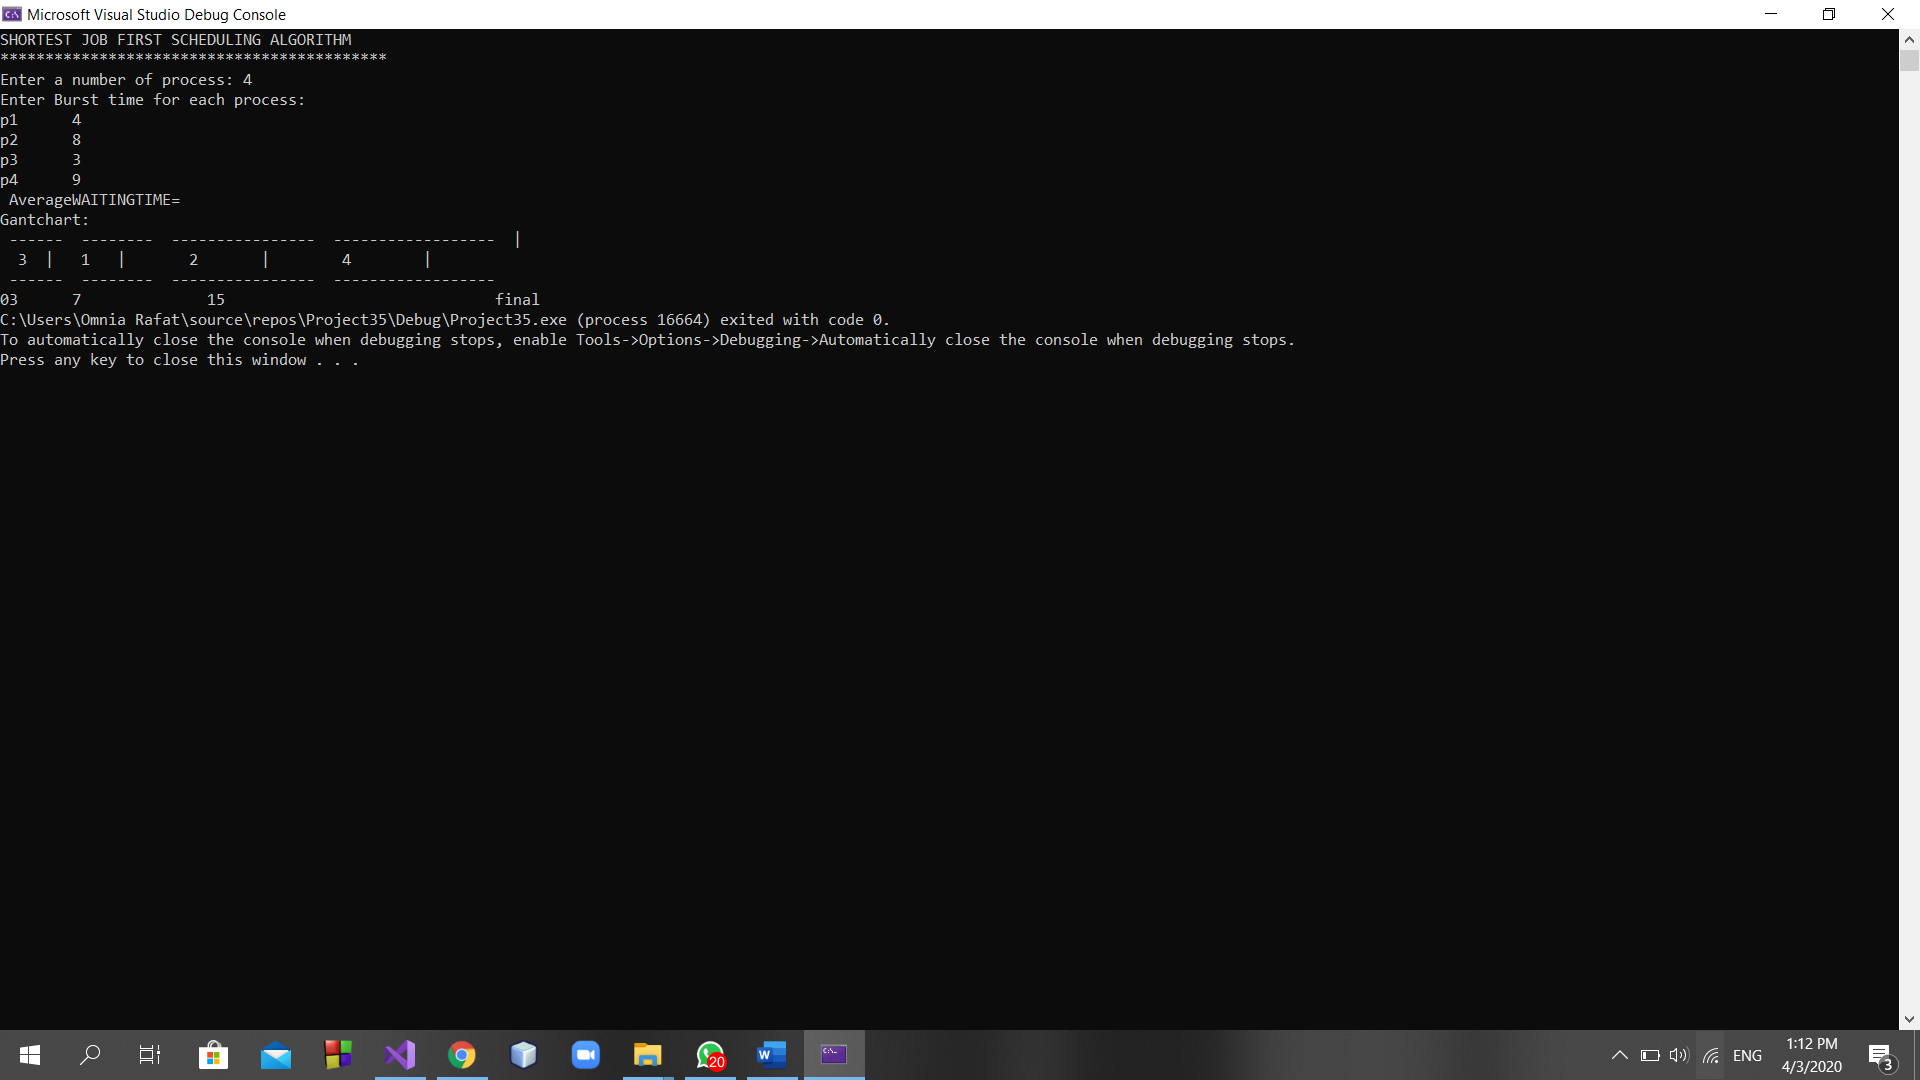 Microsoft Visual Studio Debug Console
SHORTEST JOB FIRST SCHEDULING ALGORITHM
*******************************************
Enter a number of process: 4
Enter Burst time for each process:
p1      4
p2      8
p3      3
p4      9
 AverageWAITINGTIME=
Gantchart:
 ------  --------  ----------------  ------------------  |
  3  |   1   |       2       |        4        |
 ------  --------  ----------------  ------------------
03      7              15                              final
C:\Users\Omnia Rafat\source\repos\Project35\Debug\Project35.exe (process 16664) exited with code 0.
To automatically close the console when debugging stops, enable Tools->Options->Debugging->Automatically close the console when debugging stops.
Press any key to close this window . . .
20
ENG
1:12 PM
4/3/2020
3